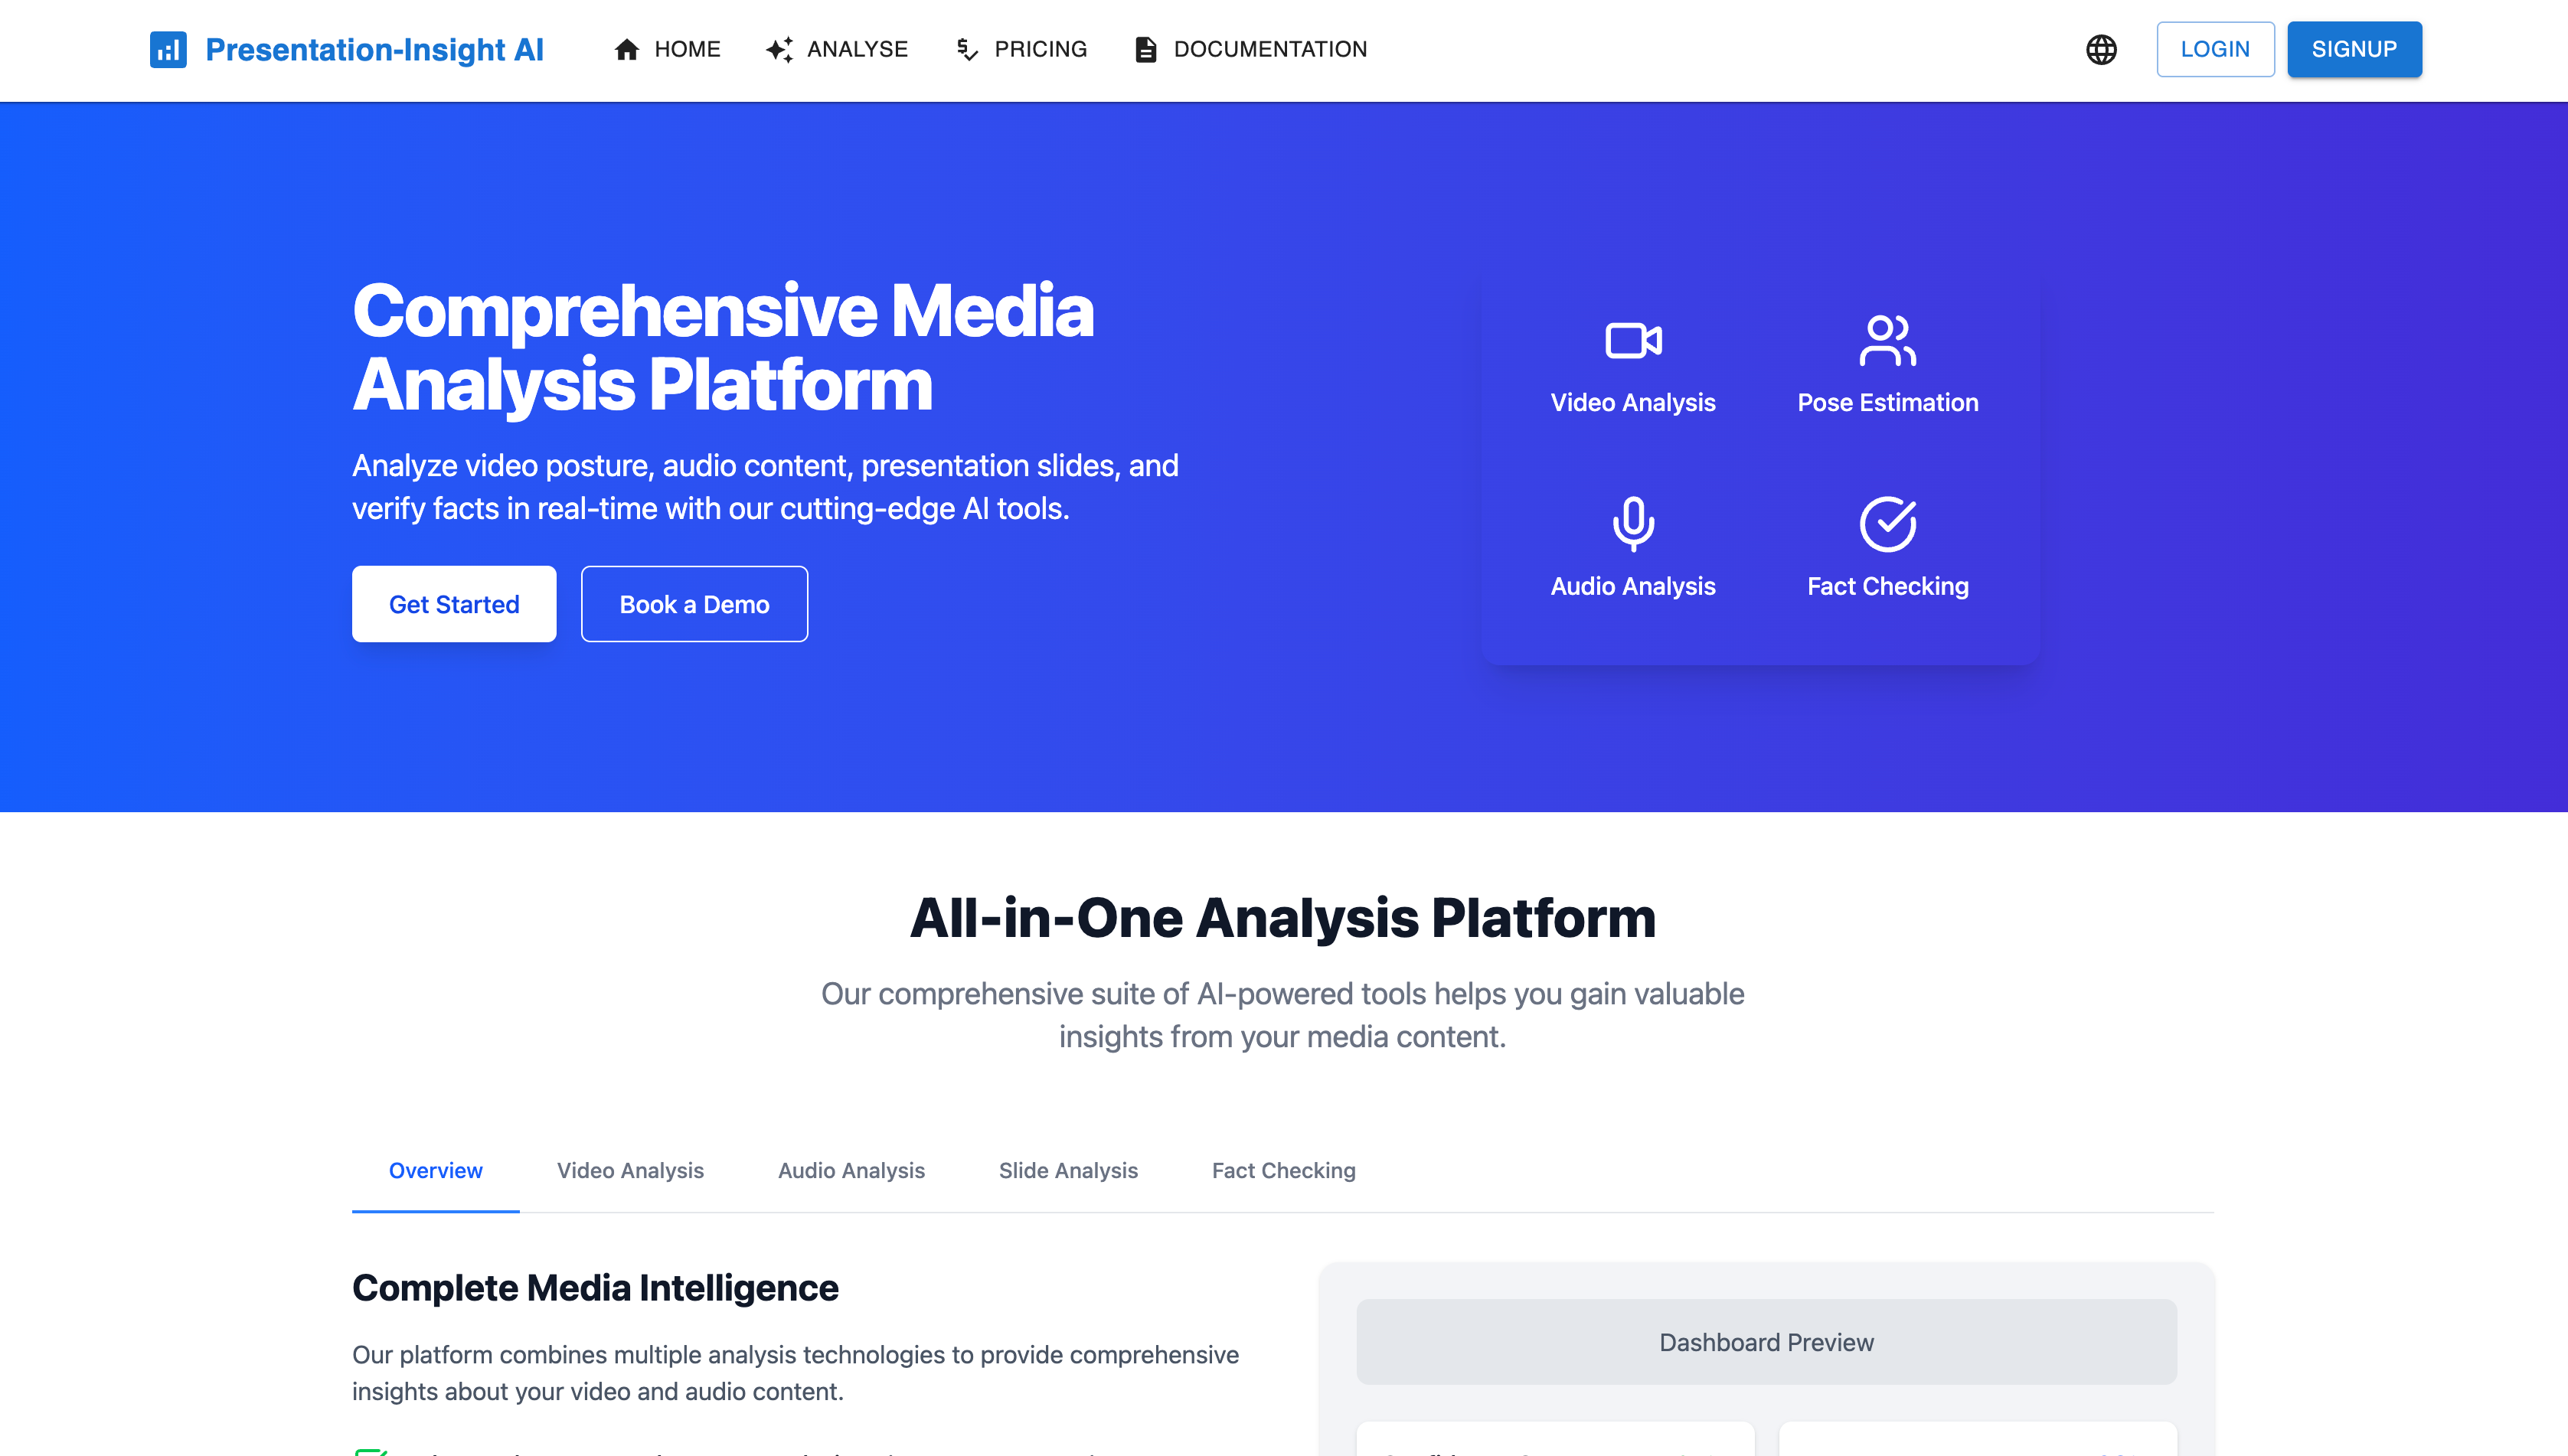 Presentation-Insight AI
HOME
ANALYSE
PRICING
DOCUMENTATION
LOGIN
SIGNUP
Comprehensive Media
Analysis Platform
Analyze video posture, audio content, presentation slides, and
verify facts in real-time with our cutting-edge AI tools.
Get Started
Book a Demo
Video Analysis
Pose Estimation
Audio Analysis
Fact Checking
All-in-One Analysis Platform
Our comprehensive suite of AI-powered tools helps you gain valuable
insights from your media content.
Overview
Video Analysis
Audio Analysis
Slide Analysis
Fact Checking
Complete Media Intelligence
Our platform combines multiple analysis technologies to provide comprehensive
insights about your video and audio content.
Dashboard Preview